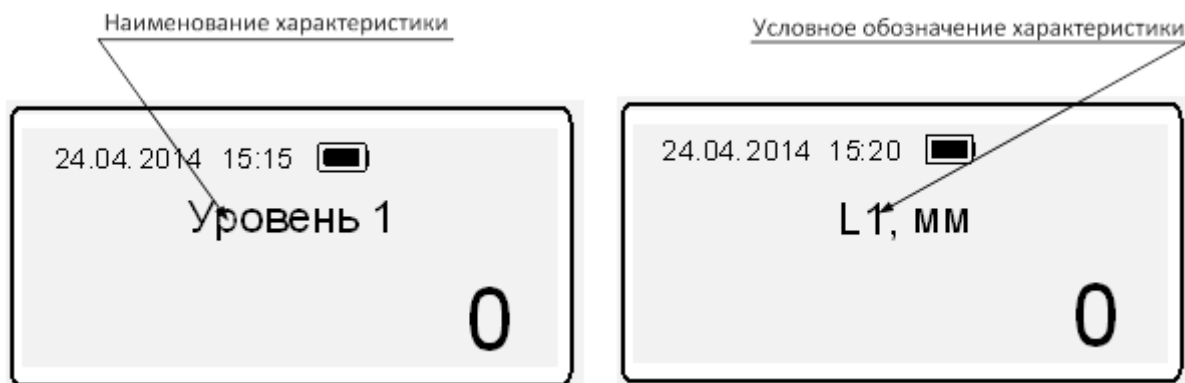 Наименование характеристики
Условное обозначение характеристики
24.04.2014 15:15
Уровень 1
0
24.04.2014 15:20
L1, мм
0